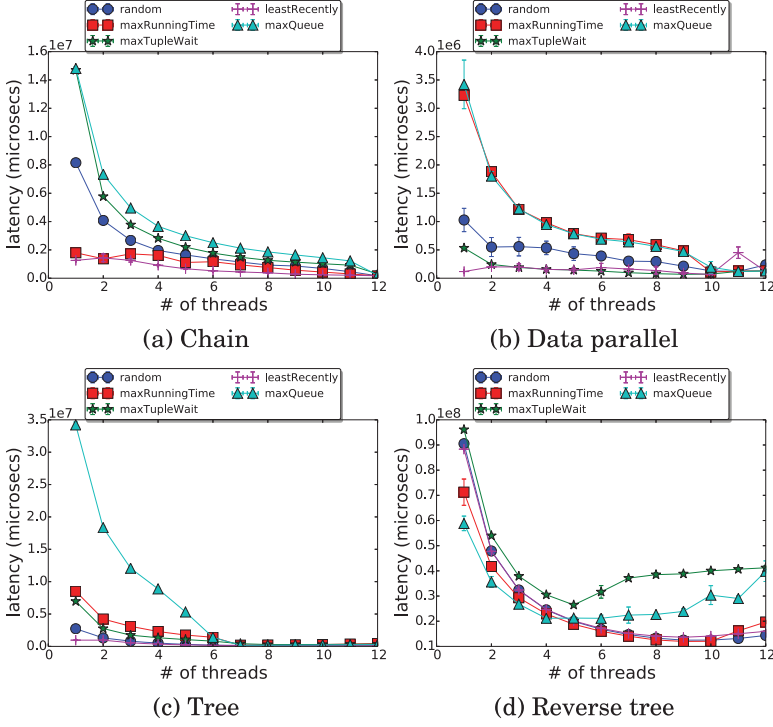 random leastRecently
maxRunningTime maxQueue
maxTupleWait
1e7
1.6
1.4
1.2
1.0
0.8
0.6
0.4
0.2
0.0
0 2 4 6 8 10 12
latency (microsecs)
# of threads
(a) Chain
random leastRecently
maxRunningTime maxQueue
maxTupleWait
1e6
4.0
3.5
3.0
2.5
2.0
1.5
1.0
0.5
0.0
0 2 4 6 8 10 12
latency (microsecs)
# of threads
(b) Data parallel
random leastRecently
maxRunningTime maxQueue
maxTupleWait
1e7
3.5
3.0
2.5
2.0
1.5
1.0
0.5
0.0
0 2 4 6 8 10 12
latency (microsecs)
# of threads
(c) Tree
random leastRecently
maxRunningTime maxQueue
maxTupleWait
1e8
1.0
0.9
0.8
0.7
0.6
0.5
0.4
0.3
0.2
0.1
0 2 4 6 8 10 12
latency (microsecs)
# of threads
(d) Reverse tree